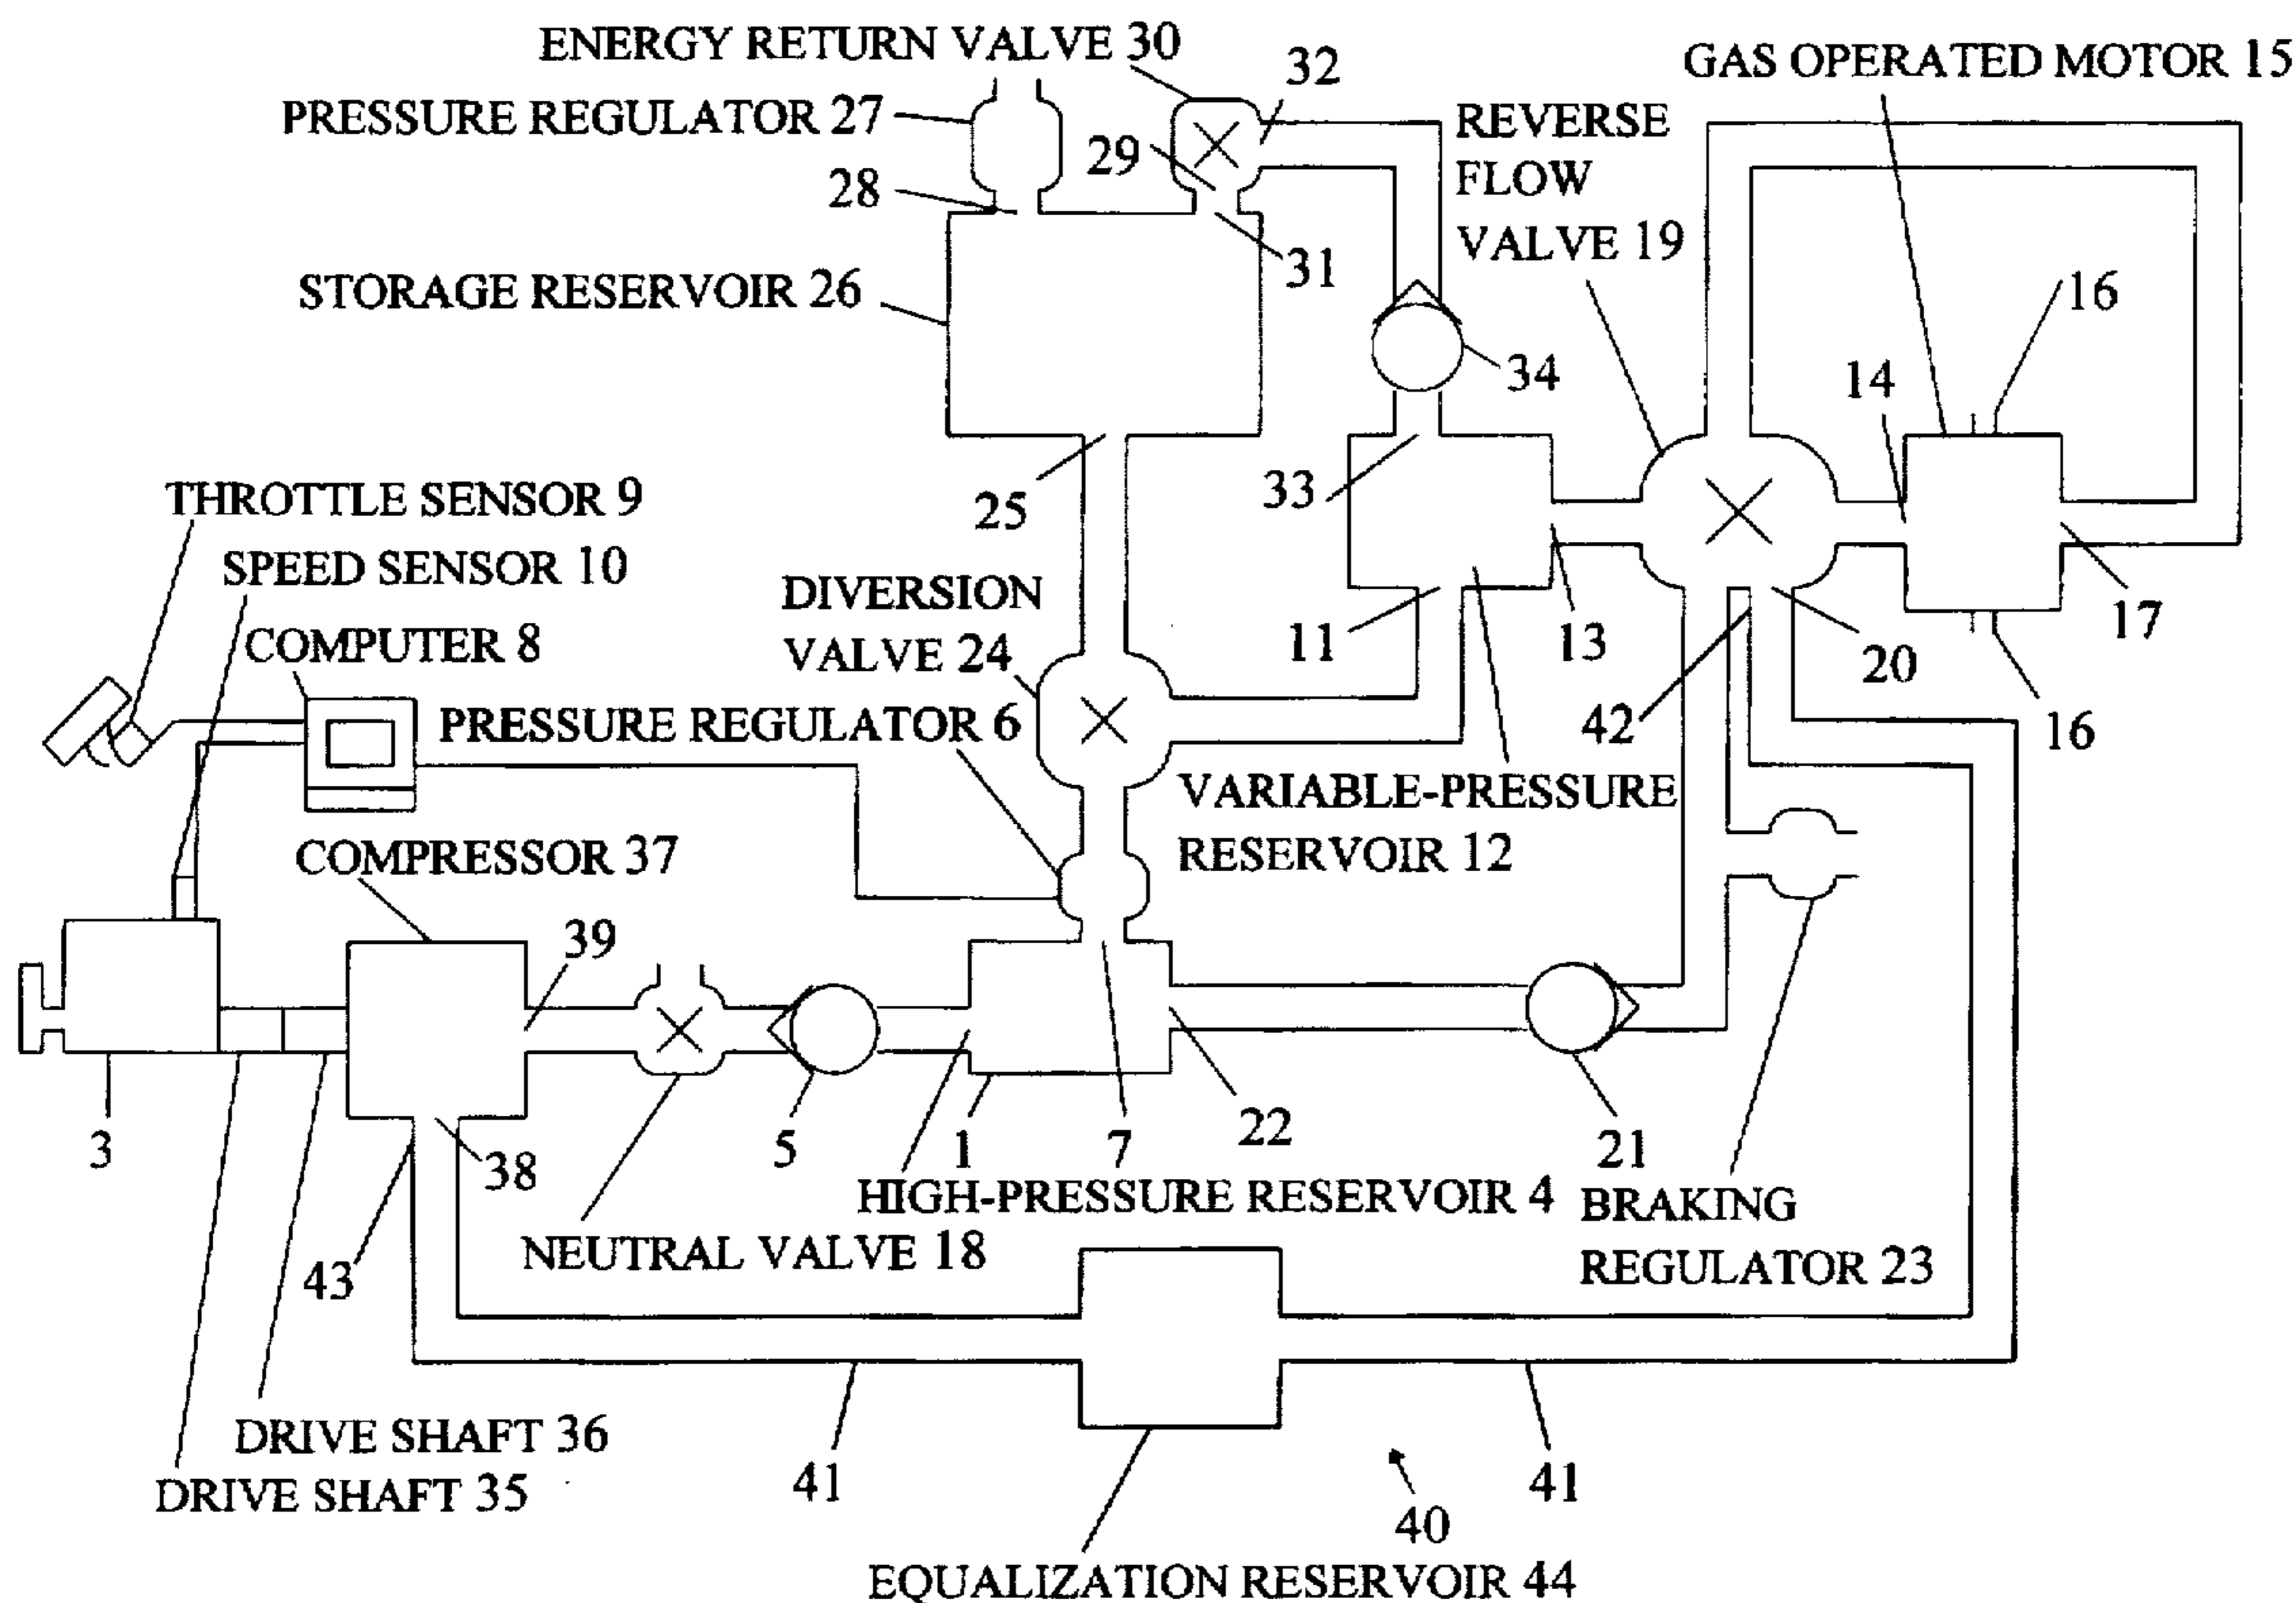 ENERGY RETURN VALVE 30
32
GAS OPERATED MOTOR 15
PRESSURE REGULATOR 27
REVERSE
FLOW
VALVE 19
29
28
31
16
STORAGE RESERVOIR 26
34
14
33
25
THROTTLE SENSOR 9
SPEED SENSOR 10
DIVERSION
VALVE 24
11
13
17
20
COMPUTER 8
PRESSURE REGULATOR 6
42
16
VARIABLE-PRESSURE
RESERVOIR 12
COMPRESSOR 37
39
3
38
5
1
7
22
21
HIGH-PRESSURE RESERVOIR 4
BRAKING
REGULATOR 23
NEUTRAL VALVE 18
43
DRIVE SHAFT 36
DRIVE SHAFT 35
41
41
40
EQUALIZATION RESERVOIR 44